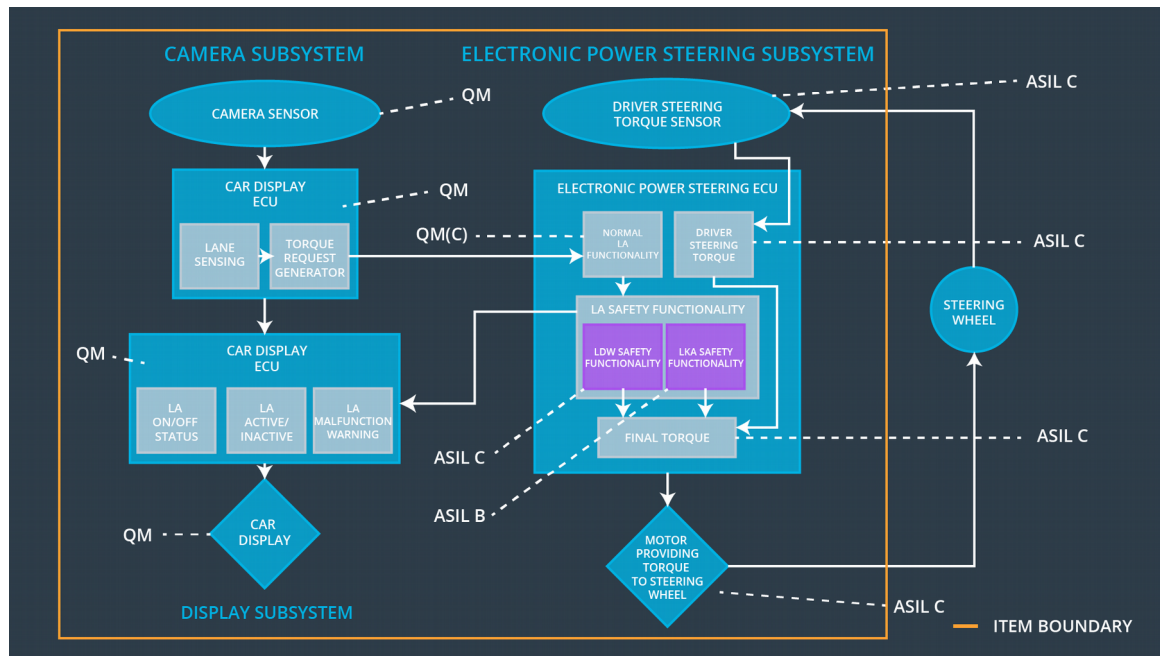 CAMERA SUBSYSTEM
ELECTRONIC POWER STEERING SUBSYSTEM
CAMERA SENSOR
QM
DRIVER STEERING
TORQUE SENSOR
ASIL C
CAR DISPLAY
ECU
QM
LANE
SENSING
TORQUE
REQUEST
GENERATOR
QM(C)
ELECTRONIC POWER STEERING ECU
NORMAL
LA
FUNCTIONALITY
DRIVER
STEERING
TORQUE
ASIL C
LA SAFETY FUNCTIONALITY
LDW SAFETY
FUNCTIONALITY
LKA SAFETY
FUNCTIONALITY
STEERING
WHEEL
QM
CAR DISPLAY
ECU
LA
ON/OFF
STATUS
LA
ACTIVE/
INACTIVE
LA
MALFUNCTION
WARNING
FINAL TORQUE
ASIL C
ASIL C
ASIL B
QM
CAR
DISPLAY
MOTOR
PROVIDING
TORQUE
TO STEERING
WHEEL
ASIL C
DISPLAY SUBSYSTEM
ITEM BOUNDARY